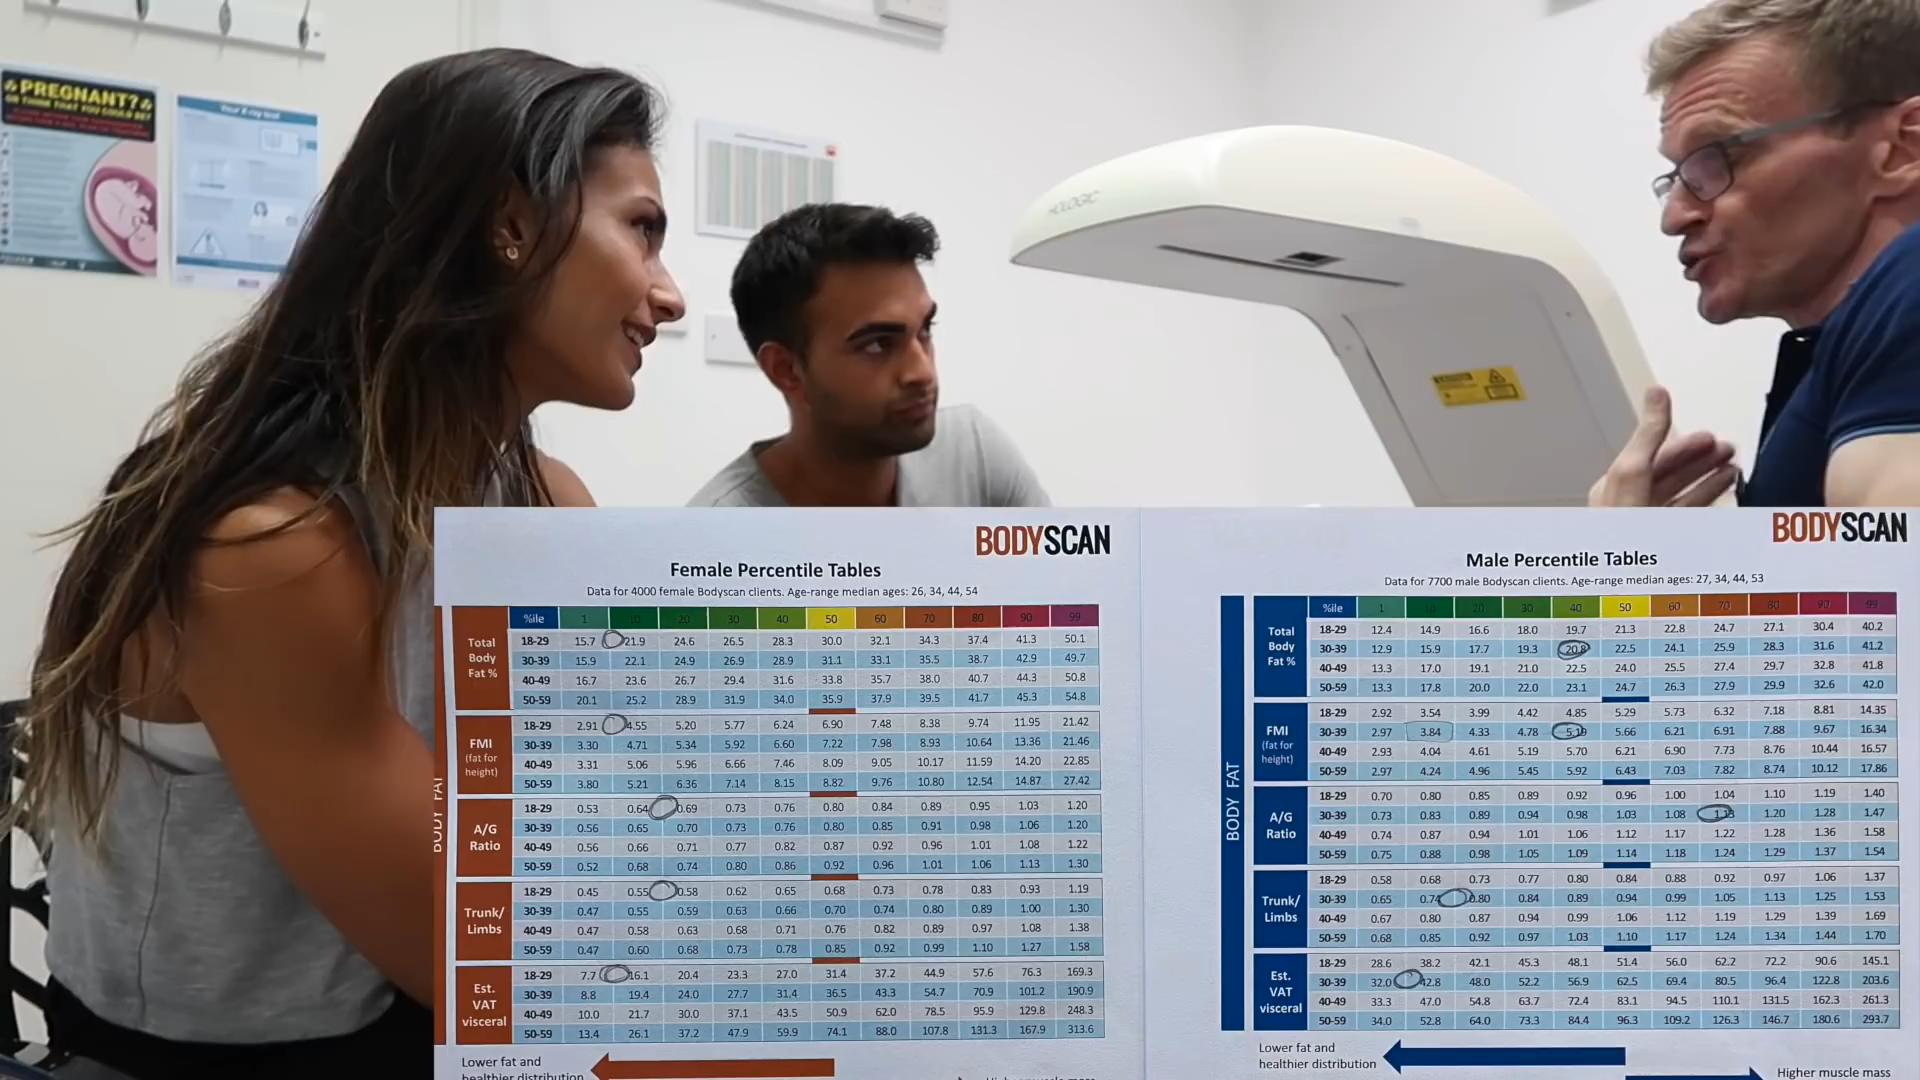 PREGNANT?
OR THINK THAT YOU COULD BE?
Your X-ray test
HOLOGIC
BODYSCAN
Female Percentile Tables
Data for 4000 female Bodyscan clients. Age-range median ages: 26, 34, 44, 54
%ile 1 10 20 30 40 50 60 70 80 90 99
Total Body Fat %
18-29 15.7 21.9 24.6 26.5 28.3 30.0 32.1 34.3 37.4 41.3 50.1
30-39 15.9 22.1 24.9 26.9 28.9 31.1 33.1 35.5 38.7 42.9 49.7
40-49 16.7 23.6 26.7 29.4 31.6 33.8 35.7 38.0 40.7 44.3 50.8
50-59 20.1 25.2 28.9 31.9 34.0 35.9 37.9 39.5 41.7 45.3 54.8
FMI (fat for height)
18-29 2.91 4.55 5.20 5.77 6.24 6.90 7.48 8.38 9.74 11.95 21.42
30-39 3.30 4.71 5.34 5.92 6.60 7.22 7.98 8.93 10.64 13.36 21.46
40-49 3.31 5.06 5.96 6.66 7.46 8.09 9.05 10.17 11.59 14.20 22.85
50-59 3.80 5.21 6.36 7.14 8.15 8.82 9.76 10.80 12.54 14.87 27.42
A/G Ratio
18-29 0.53 0.64 0.69 0.73 0.76 0.80 0.84 0.89 0.95 1.03 1.20
30-39 0.56 0.65 0.70 0.73 0.76 0.80 0.85 0.91 0.98 1.06 1.20
40-49 0.56 0.66 0.71 0.77 0.82 0.87 0.92 0.96 1.01 1.08 1.22
50-59 0.52 0.68 0.74 0.80 0.86 0.92 0.96 1.01 1.06 1.13 1.30
Trunk/ Limbs
18-29 0.45 0.55 0.58 0.62 0.65 0.68 0.73 0.78 0.83 0.93 1.19
30-39 0.47 0.55 0.59 0.63 0.66 0.70 0.74 0.80 0.89 1.00 1.30
40-49 0.47 0.58 0.63 0.68 0.71 0.76 0.82 0.89 0.97 1.08 1.38
50-59 0.47 0.60 0.68 0.73 0.78 0.85 0.92 0.99 1.10 1.27 1.58
Est. VAT visceral
18-29 7.7 16.1 20.4 23.3 27.0 31.4 37.2 44.9 57.6 76.3 169.3
30-39 8.8 19.4 24.0 27.7 31.4 36.5 43.3 54.7 70.9 101.2 190.9
40-49 10.0 21.7 30.0 37.1 43.5 50.9 62.0 78.5 95.9 129.8 248.3
50-59 13.4 26.1 37.2 47.9 59.9 74.1 88.0 107.8 131.3 167.9 313.6
BODY FAT
Lower fat and
healthier distribution
BODYSCAN
Male Percentile Tables
Data for 7700 male Bodyscan clients. Age-range median ages: 27, 34, 44, 53
%ile 1 10 20 30 40 50 60 70 80 90 99
BODY FAT
Total Body Fat %
18-29 12.4 14.9 16.6 18.0 19.7 21.3 22.8 24.7 27.1 30.4 40.2
30-39 12.9 15.9 17.7 19.3 20.8 22.5 24.1 25.9 28.3 31.6 41.2
40-49 13.3 17.0 19.1 21.0 22.5 24.0 25.5 27.4 29.7 32.8 41.8
50-59 13.3 17.8 20.0 22.0 23.1 24.7 26.3 27.9 29.9 32.6 42.0
FMI (fat for height)
18-29 2.92 3.54 3.99 4.42 4.85 5.29 5.73 6.32 7.18 8.81 14.35
30-39 2.97 3.84 4.33 4.78 5.19 5.66 6.21 6.91 7.88 9.67 16.34
40-49 2.93 4.04 4.61 5.19 5.70 6.21 6.90 7.73 8.76 10.44 16.57
50-59 2.97 4.24 4.96 5.45 5.92 6.43 7.03 7.82 8.74 10.12 17.86
A/G Ratio
18-29 0.70 0.80 0.85 0.89 0.92 0.96 1.00 1.04 1.10 1.19 1.40
30-39 0.73 0.83 0.89 0.94 0.98 1.03 1.08 1.13 1.20 1.28 1.47
40-49 0.74 0.87 0.94 1.01 1.06 1.12 1.17 1.22 1.28 1.36 1.58
50-59 0.75 0.88 0.98 1.05 1.09 1.14 1.18 1.24 1.29 1.37 1.54
Trunk/ Limbs
18-29 0.58 0.68 0.73 0.77 0.80 0.84 0.88 0.92 0.97 1.06 1.37
30-39 0.65 0.74 0.80 0.84 0.89 0.94 0.99 1.05 1.13 1.25 1.53
40-49 0.67 0.80 0.87 0.94 0.99 1.06 1.12 1.19 1.29 1.39 1.69
50-59 0.68 0.85 0.92 0.97 1.03 1.10 1.17 1.24 1.34 1.44 1.70
Est. VAT visceral
18-29 28.6 38.2 42.1 45.3 48.1 51.4 56.0 62.2 72.2 90.6 145.1
30-39 32.0 42.8 48.0 52.2 56.9 62.5 69.4 80.5 96.4 122.8 203.6
40-49 33.3 47.0 54.8 63.7 72.4 83.1 94.5 110.1 131.5 162.3 261.3
50-59 34.0 52.8 64.0 73.3 84.4 96.3 109.2 126.3 146.7 180.6 293.7
Lower fat and
healthier distribution
Higher muscle mass